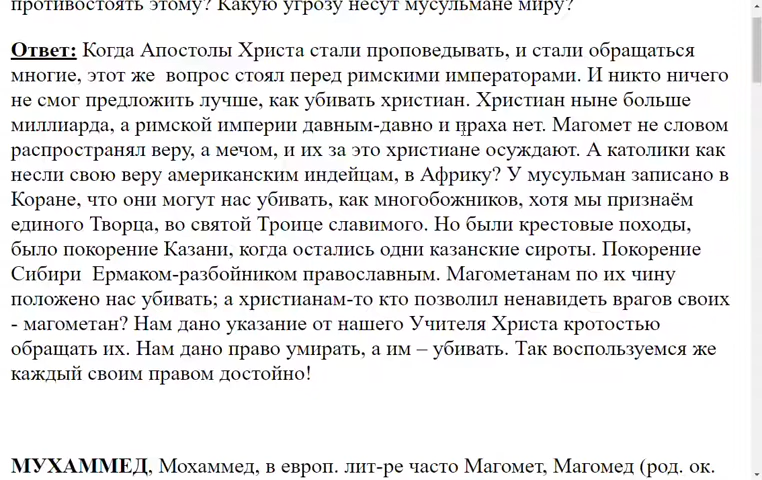 противостоять этому? Какую угрозу несут мусульмане миру?
Ответ: Когда Апостолы Христа стали проповедывать, и стали обращаться
многие, этот же вопрос стоял перед римскими императорами. И никто ничего
не смог предложить лучше, как убивать христиан. Христиан ныне больше
миллиарда, а римской империи давным-давно и праха нет. Магомет не словом
распространял веру, а мечом, и их за это христиане осуждают. А католики как
несли свою веру американским индейцам, в Африку? У мусульман записано в
Коране, что они могут нас убивать, как многобожников, хотя мы признаём
единого Творца, во святой Троице славимого. Но были крестовые походы,
было покорение Казани, когда остались одни казанские сироты. Покорение
Сибири Ермаком-разбойником православным. Магометанам по их чину
положено нас убивать; а христианам-то кто позволил ненавидеть врагов своих
- магометан? Нам дано указание от нашего Учителя Христа кротостью
обращать их. Нам дано право умирать, а им – убивать. Так воспользуемся же
каждый своим правом достойно!
МУХАММЕД, Мохаммед, в европ. лит-ре часто Магомет, Магомед (род. ок.